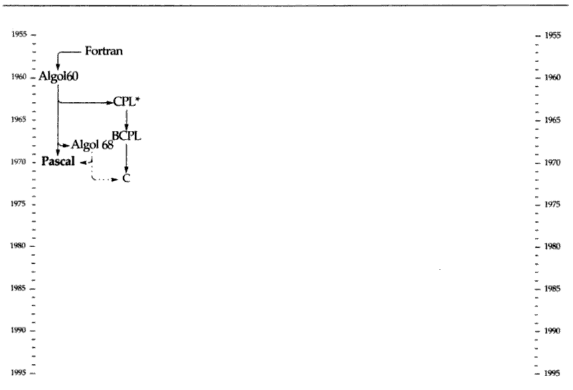 1955 1955
Fortran
1960 Algol60 1960
CPL*
1965 1965
BCPL
Algol 68
1970 Pascal 1970
C
1975 1975
1980 1980
1985 1985
1990 1990
1995 1995